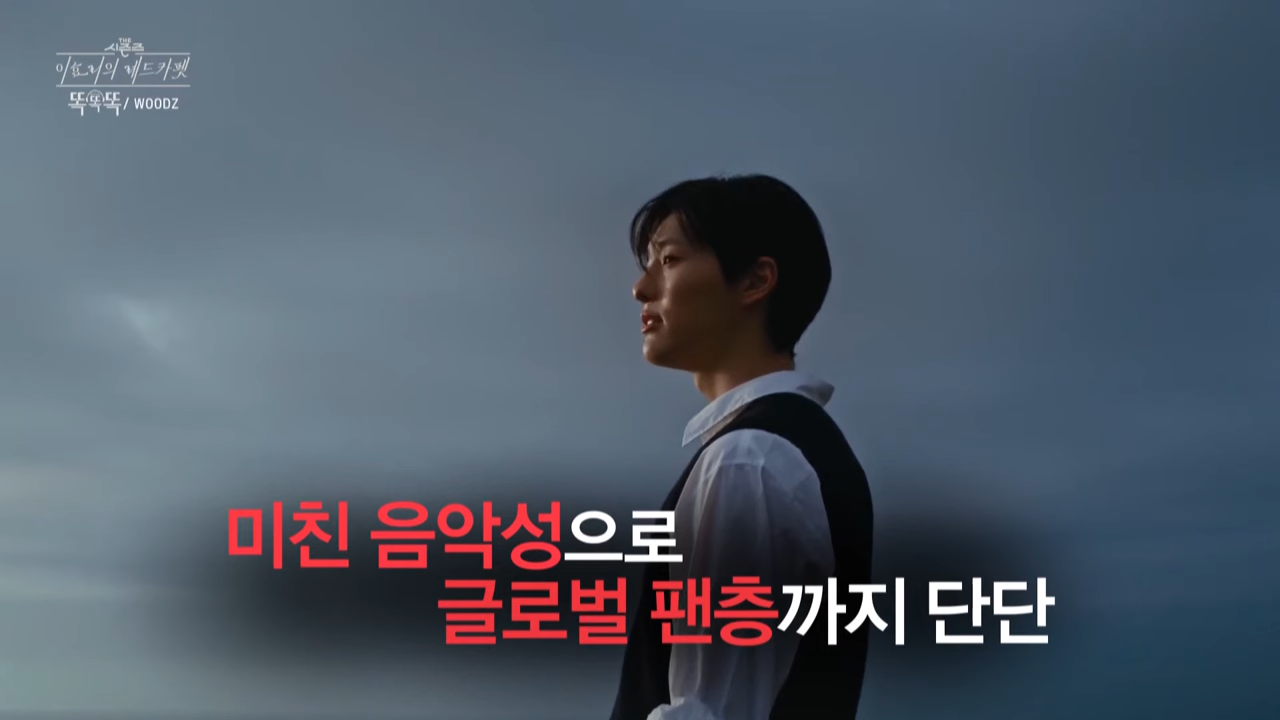 THE
시즌즈
이효리의 레드카펫
똑똑똑 / WOODZ
미친 음악성으로
글로벌 팬층까지 단단